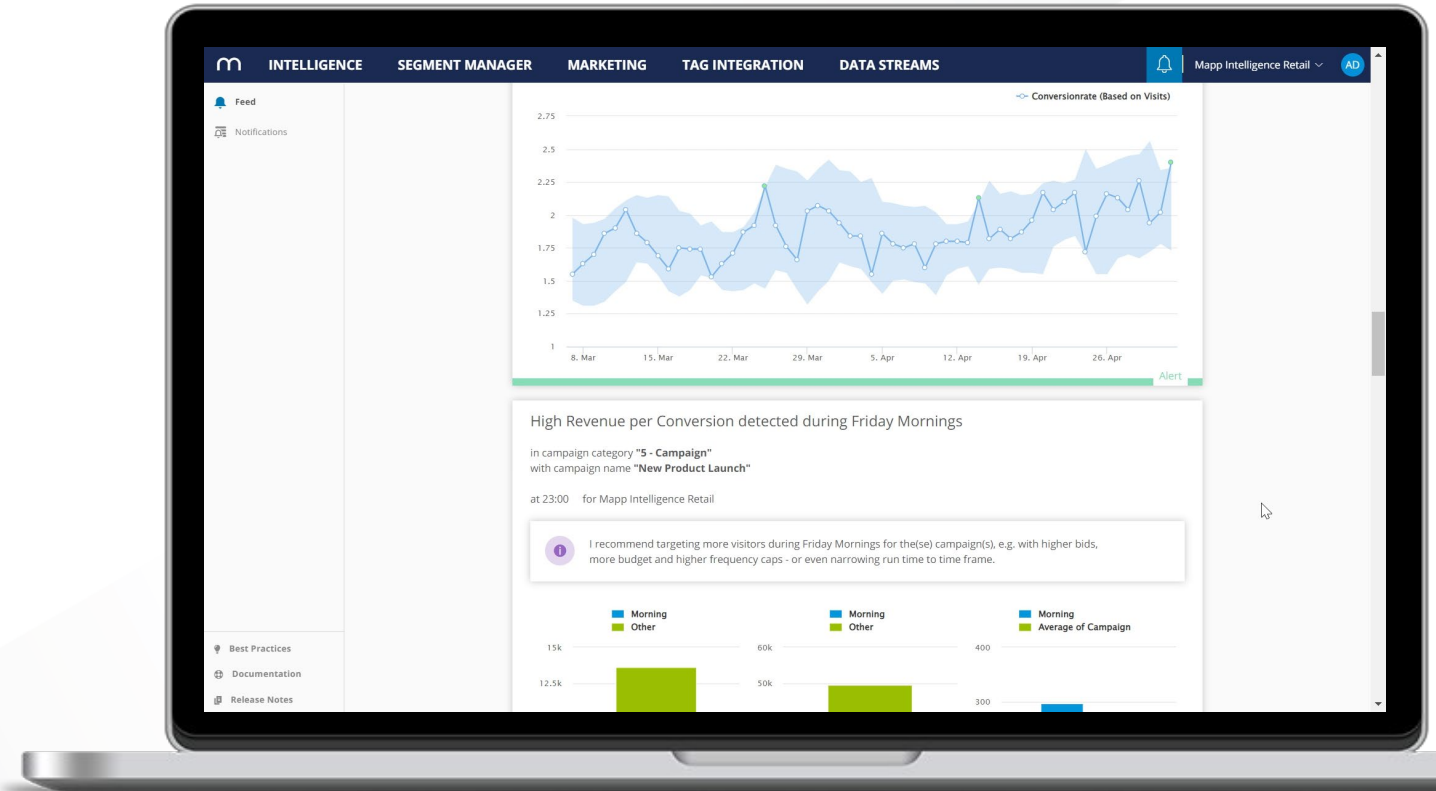 INTELLIGENCE SEGMENT MANAGER MARKETING TAG INTEGRATION DATA STREAMS Mapp Intelligence Retail AD
Feed
Notifications
Conversionrate (Based on Visits)
2.75
2.5
2.25
2
1.75
1.5
1.25
1
8. Mar 15. Mar 22. Mar 29. Mar 5. Apr 12. Apr 19. Apr 26. Apr
Alert
High Revenue per Conversion detected during Friday Mornings
in campaign category "5 - Campaign"
with campaign name "New Product Launch"
at 23:00 for Mapp Intelligence Retail
I recommend targeting more visitors during Friday Mornings for the(se) campaign(s), e.g. with higher bids,
more budget and higher frequency caps - or even narrowing run time to time frame.
Morning Morning Morning
Other Other Average of Campaign
15k 60k 400
12.5k 50k
300
Best Practices
Documentation
Release Notes